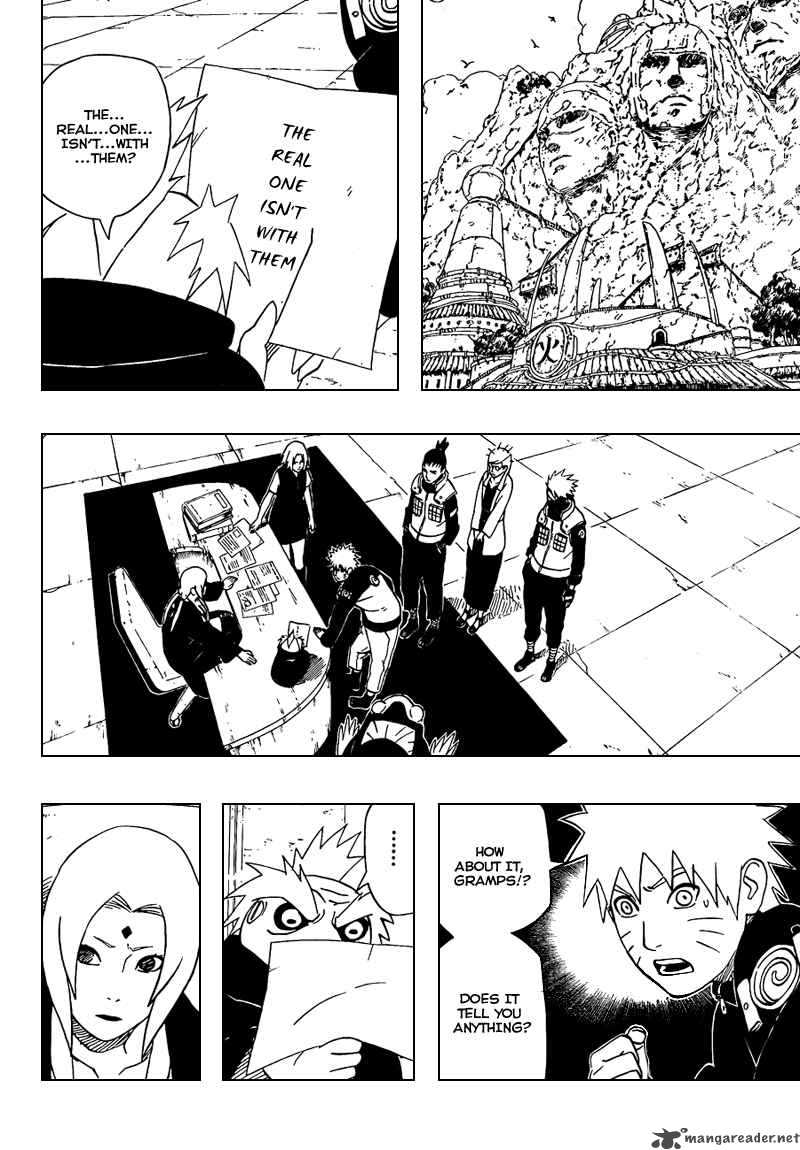 火
THE
REAL
ONE
ISN'T
WITH
THEM
THE...
REAL...ONE...
ISN'T...WITH
...THEM?
HOW
ABOUT IT,
GRAMPS!?
DOES IT
TELL YOU
ANYTHING?
......
mangareader.net